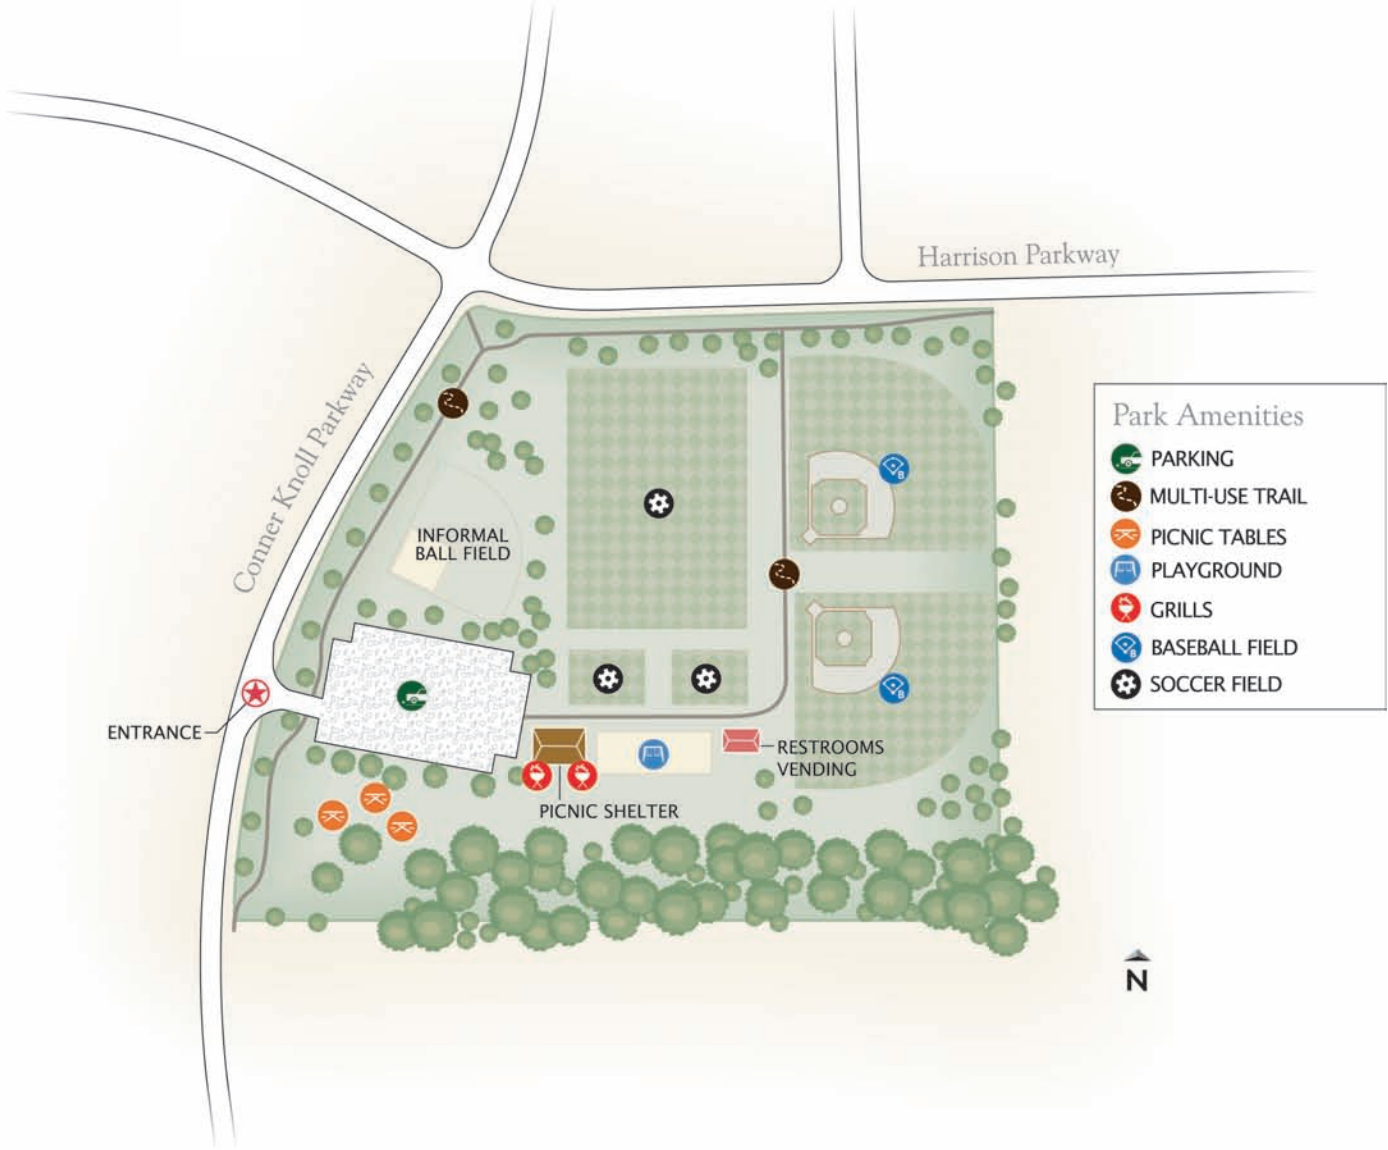 Harrison Parkway
Conner Knoll Parkway
INFORMAL
BALL FIELD
B
B
ENTRANCE
RESTROOMS
VENDING
PICNIC SHELTER
Park Amenities
PARKING
MULTI-USE TRAIL
PICNIC TABLES
PLAYGROUND
GRILLS
B
BASEBALL FIELD
SOCCER FIELD
N